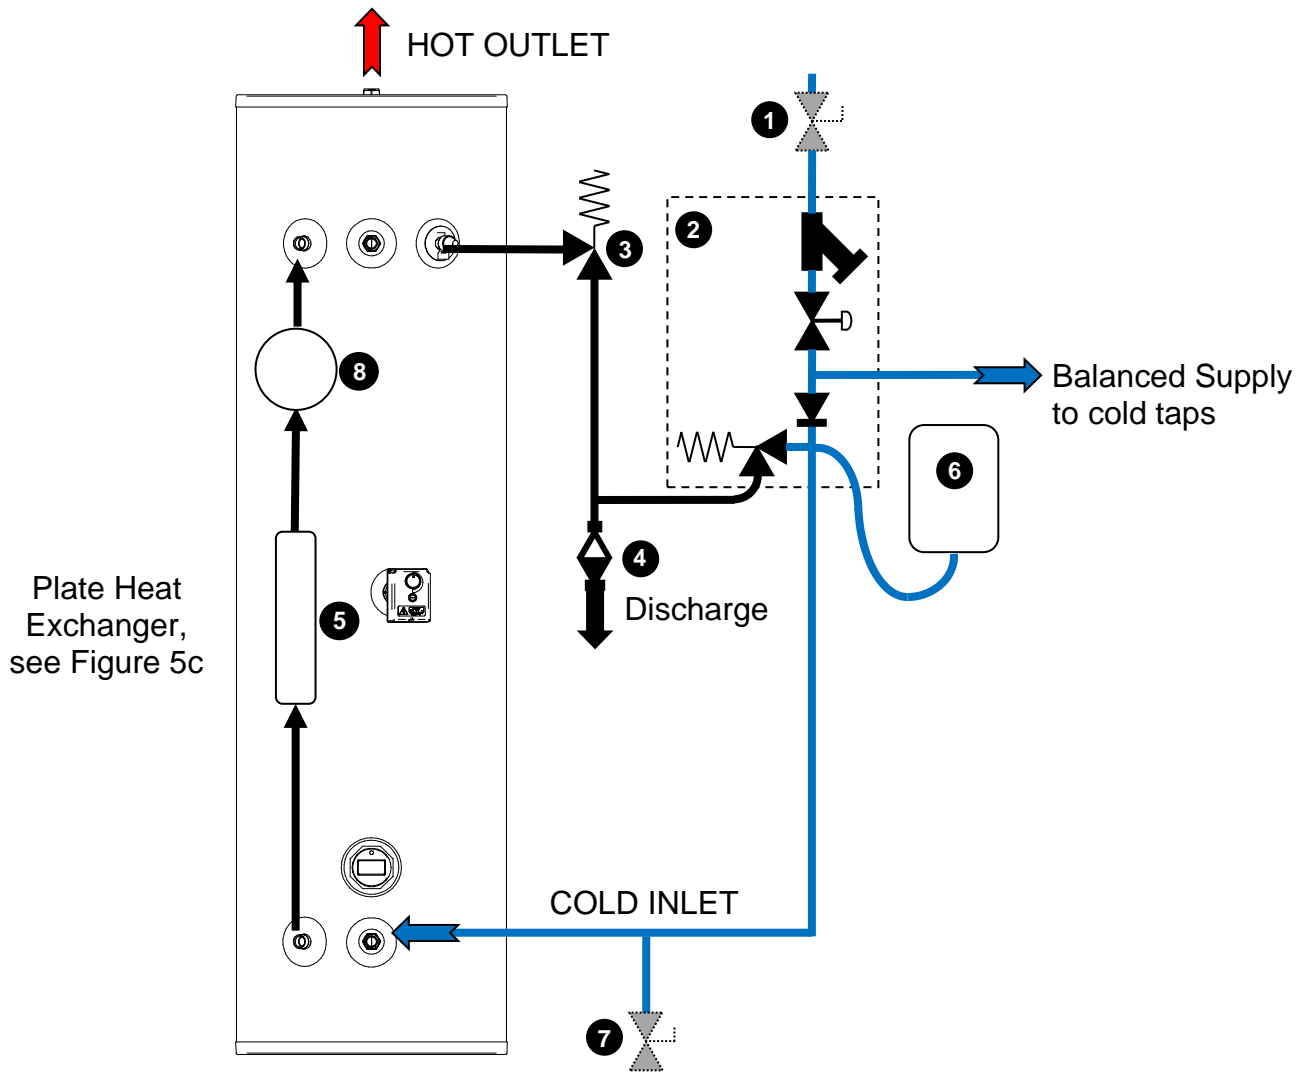 HOT OUTLET
1
2
3
8
Balanced Supply
to cold taps
6
4
Plate Heat
Exchanger,
see Figure 5c
5
Discharge
COLD INLET
7